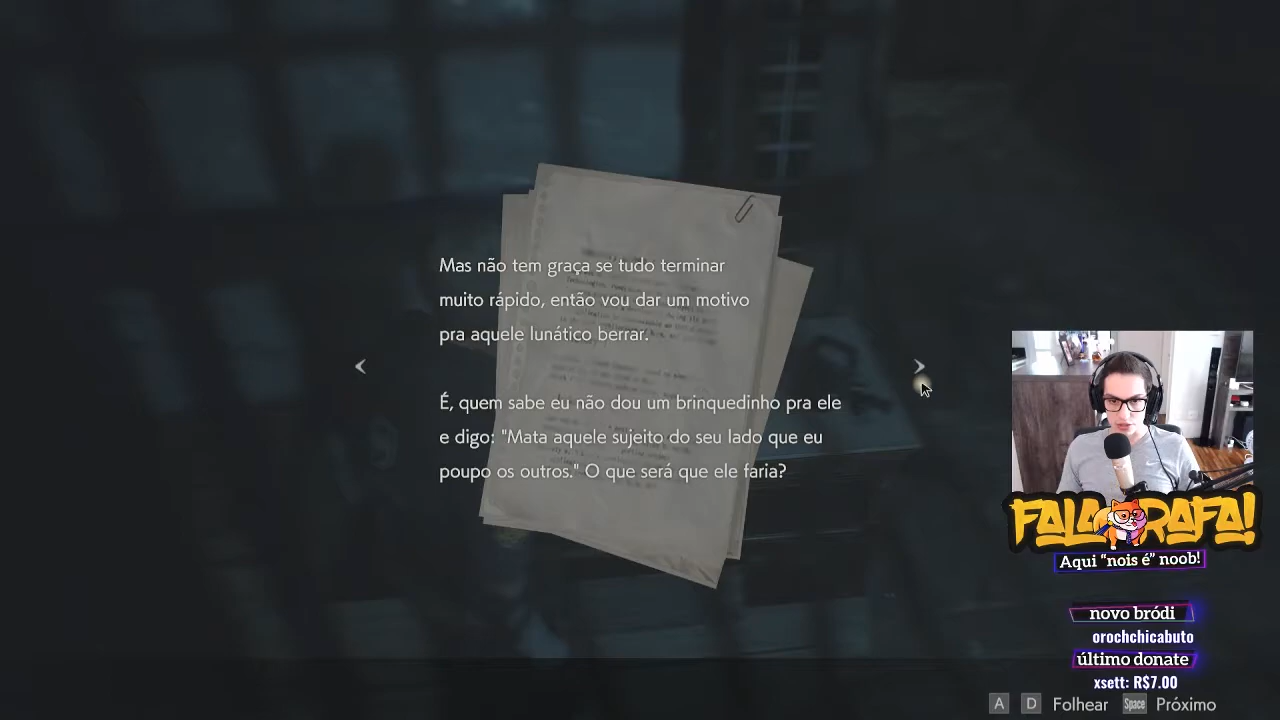 Mas não tem graça se tudo terminar
muito rápido, então vou dar um motivo
pra aquele lunático berrar.
É, quem sabe eu não dou um brinquedinho pra ele
e digo: "Mata aquele sujeito do seu lado que eu
poupo os outros." O que será que ele faria?
FALA RAFA!
Aqui "nois é" noob!
novo bródi
orochchicabuto
último donate
xsett: R$7.00
A D Folhear Space Próximo